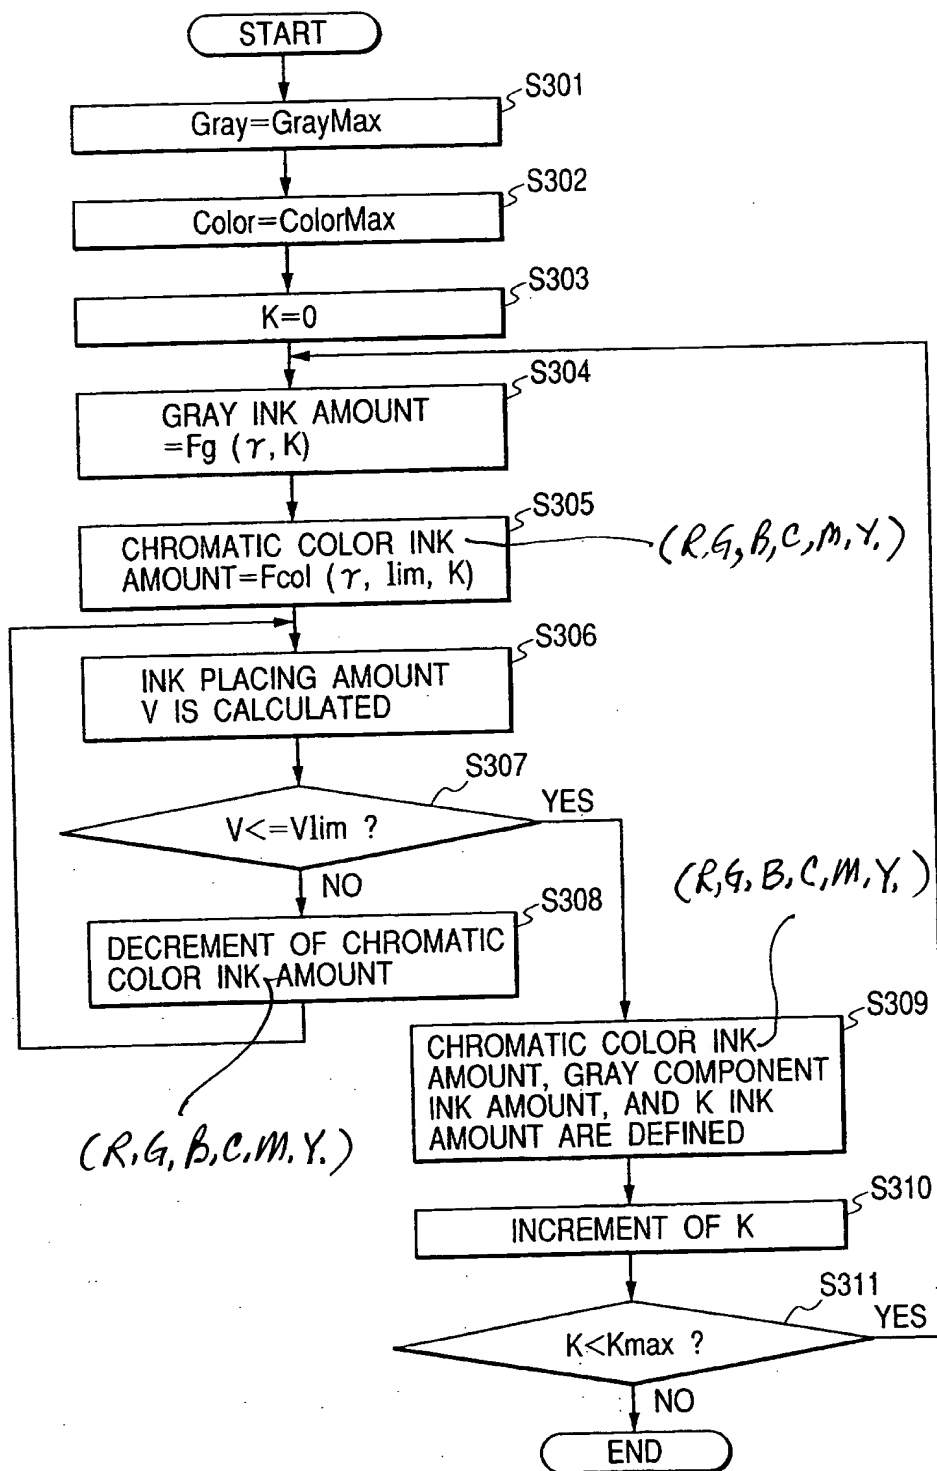 START
S301
Gray=GrayMax
S302
Color=ColorMax
S303
K=0
S304
GRAY INK AMOUNT
=Fg (γ, K)
S305
CHROMATIC COLOR INK
AMOUNT=Fcol (γ, lim, K)
(R,G,B,C,M,Y.)
S306
INK PLACING AMOUNT
V IS CALCULATED
S307
V<=Vlim ?
YES
NO
(R,G,B,C,M,Y.)
S308
DECREMENT OF CHROMATIC
COLOR INK AMOUNT
(R,G,B,C,M,Y.)
S309
CHROMATIC COLOR INK
AMOUNT, GRAY COMPONENT
INK AMOUNT, AND K INK
AMOUNT ARE DEFINED
S310
INCREMENT OF K
S311
K<Kmax ?
YES
NO
END